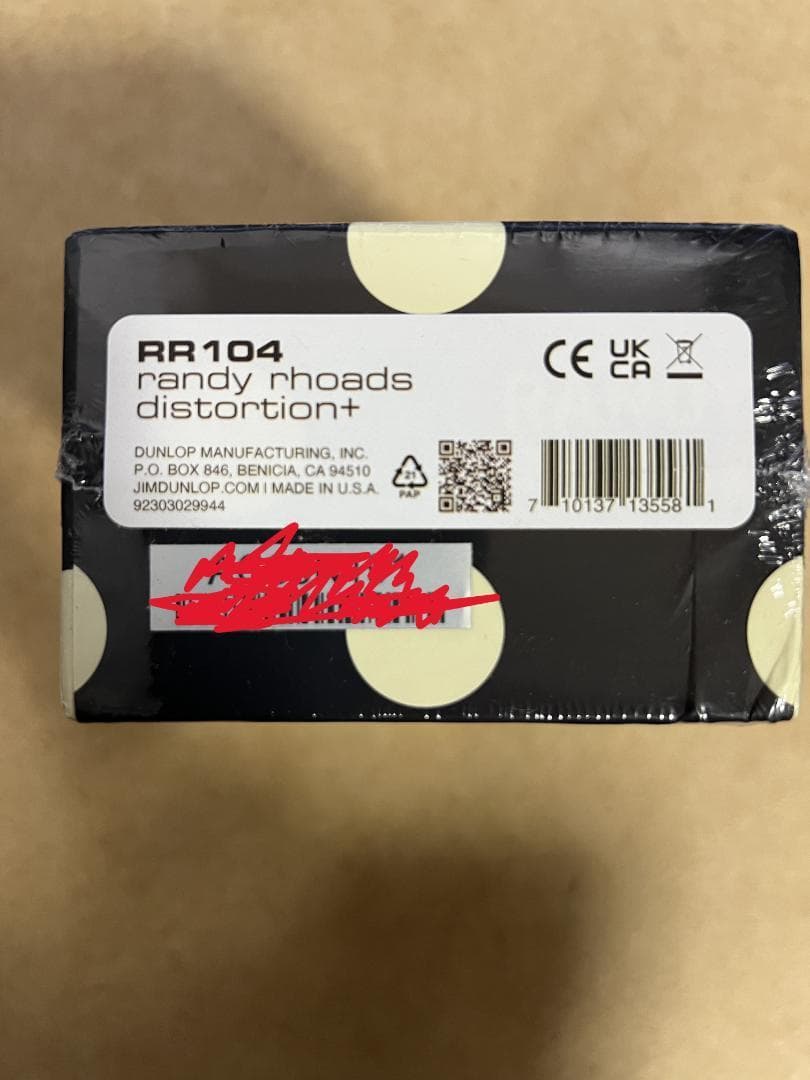 RR104
randy rhoads
distortion+
CE UK
CA
DUNLOP MANUFACTURING, INC.
P.O. BOX 846, BENICIA, CA 94510
JIMDUNLOP.COM | MADE IN U.S.A.
92303029944
21
PAP
7 10137 13558 1